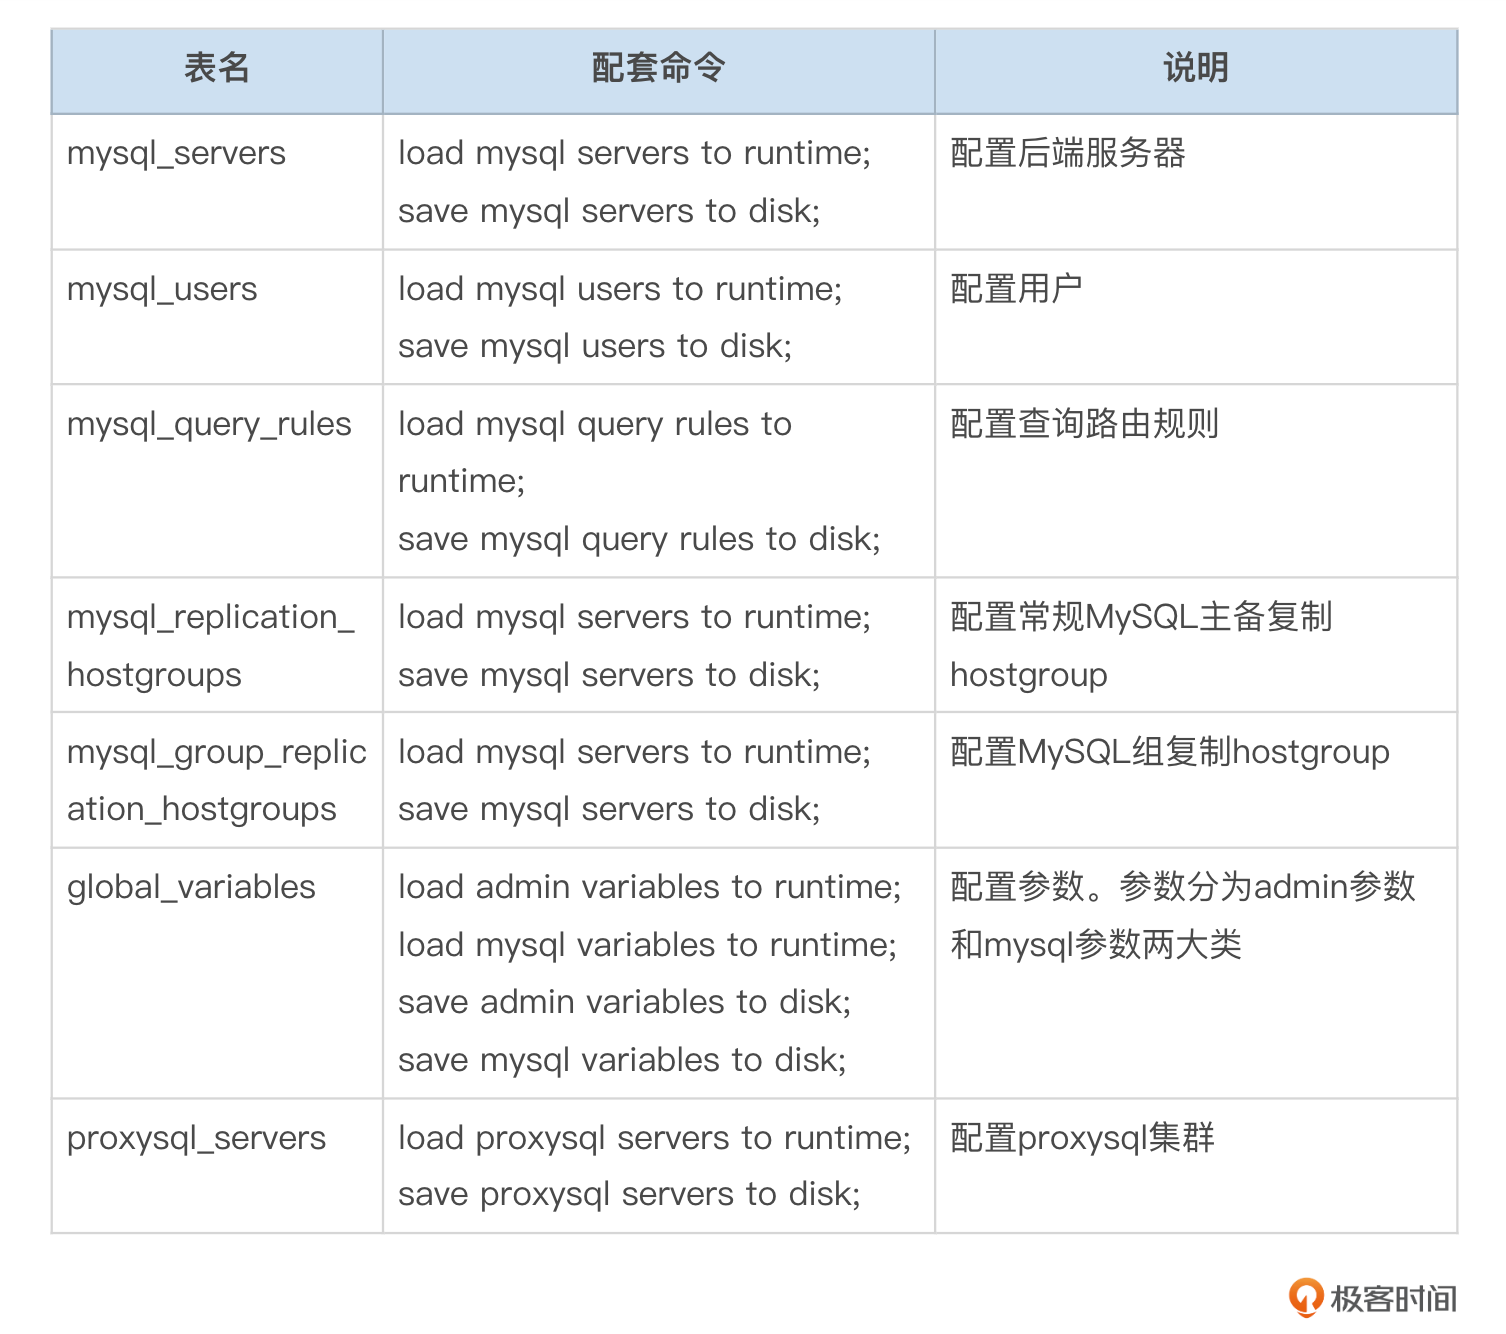 表名 配套命令 说明
mysql_servers load mysql servers to runtime; 配置后端服务器
save mysql servers to disk;
mysql_users load mysql users to runtime; 配置用户
save mysql users to disk;
mysql_query_rules load mysql query rules to 配置查询路由规则
runtime;
save mysql query rules to disk;
mysql_replication_ load mysql servers to runtime; 配置常规MySQL主备复制
hostgroups save mysql servers to disk; hostgroup
mysql_group_replic load mysql servers to runtime; 配置MySQL组复制hostgroup
ation_hostgroups save mysql servers to disk;
global_variables load admin variables to runtime; 配置参数。参数分为admin参数
load mysql variables to runtime; 和mysql参数两大类
save admin variables to disk;
save mysql variables to disk;
proxysql_servers load proxysql servers to runtime; 配置proxysql集群
save proxysql servers to disk;
极客时间